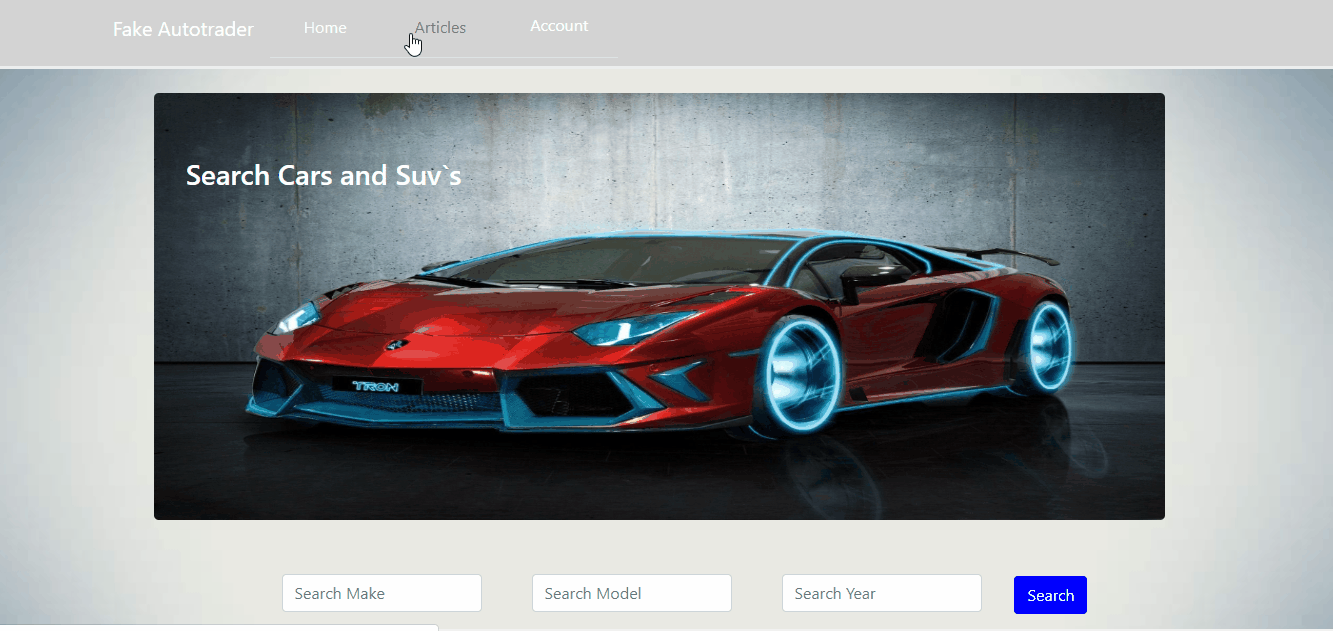 Fake Autotrader Home Articles Account
Search Cars and Suv`s
TRON
Search Make Search Model Search Year Search